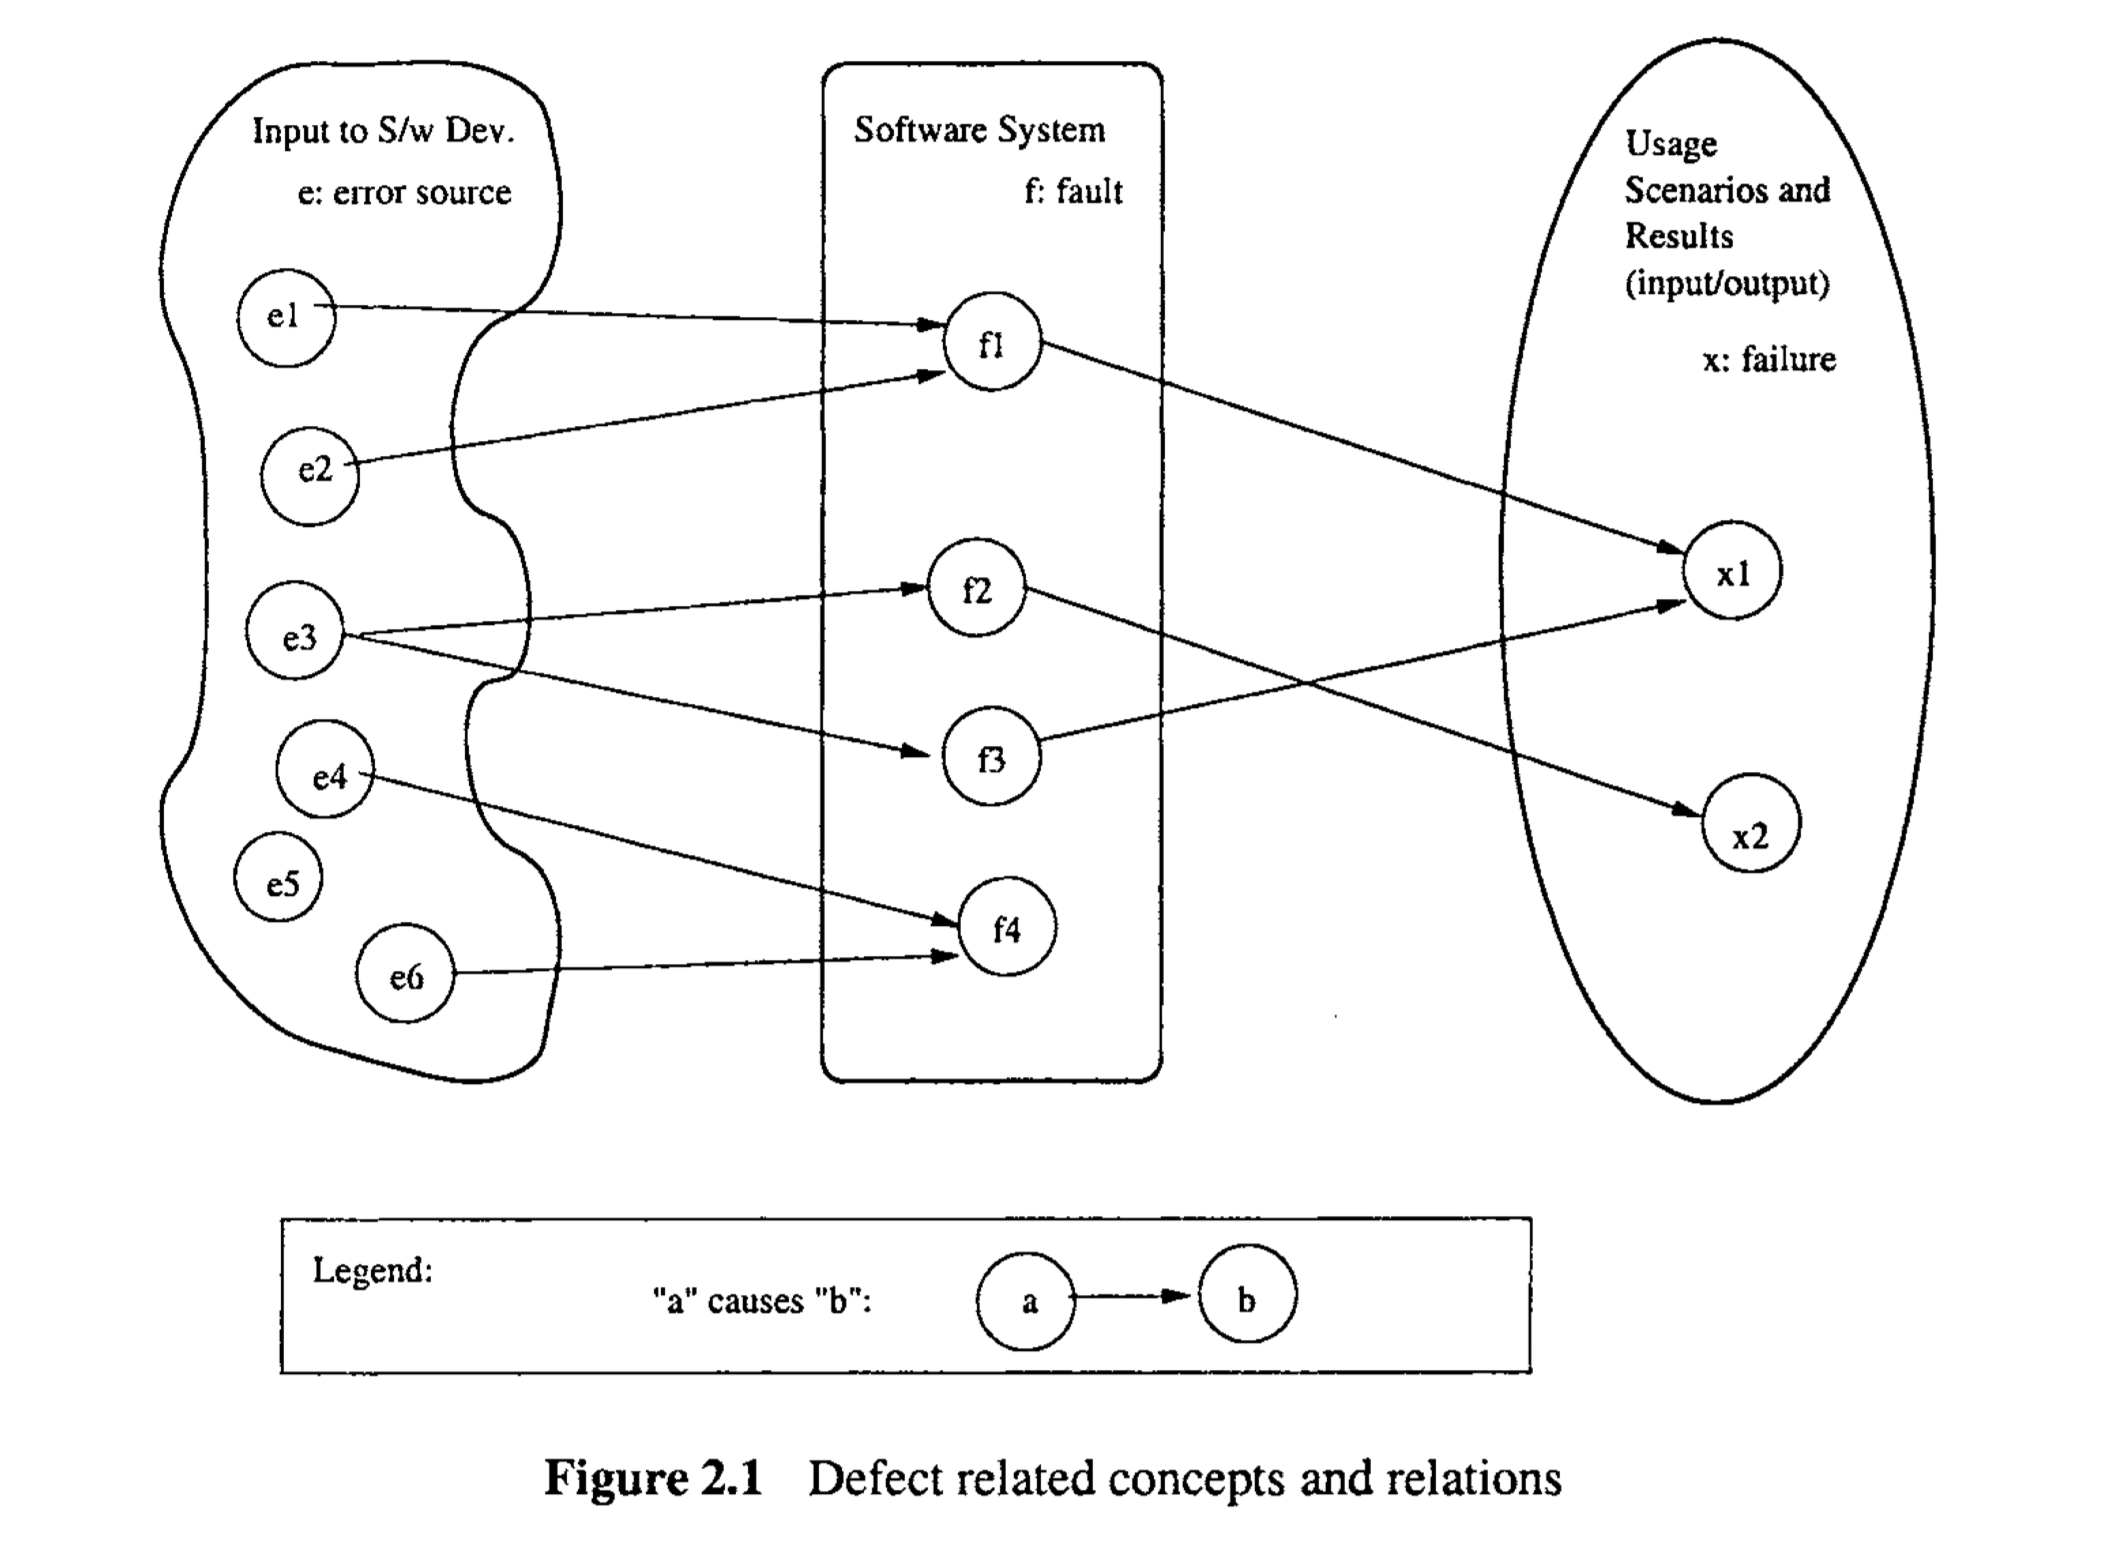 Input to S/w Dev.
e: error source
e1
e2
e3
e4
e5
e6
Software System
f: fault
f1
f2
f3
f4
Usage
Scenarios and
Results
(input/output)
x: failure
x1
x2
Legend:
"a" causes "b":
a
b
Figure 2.1 Defect related concepts and relations